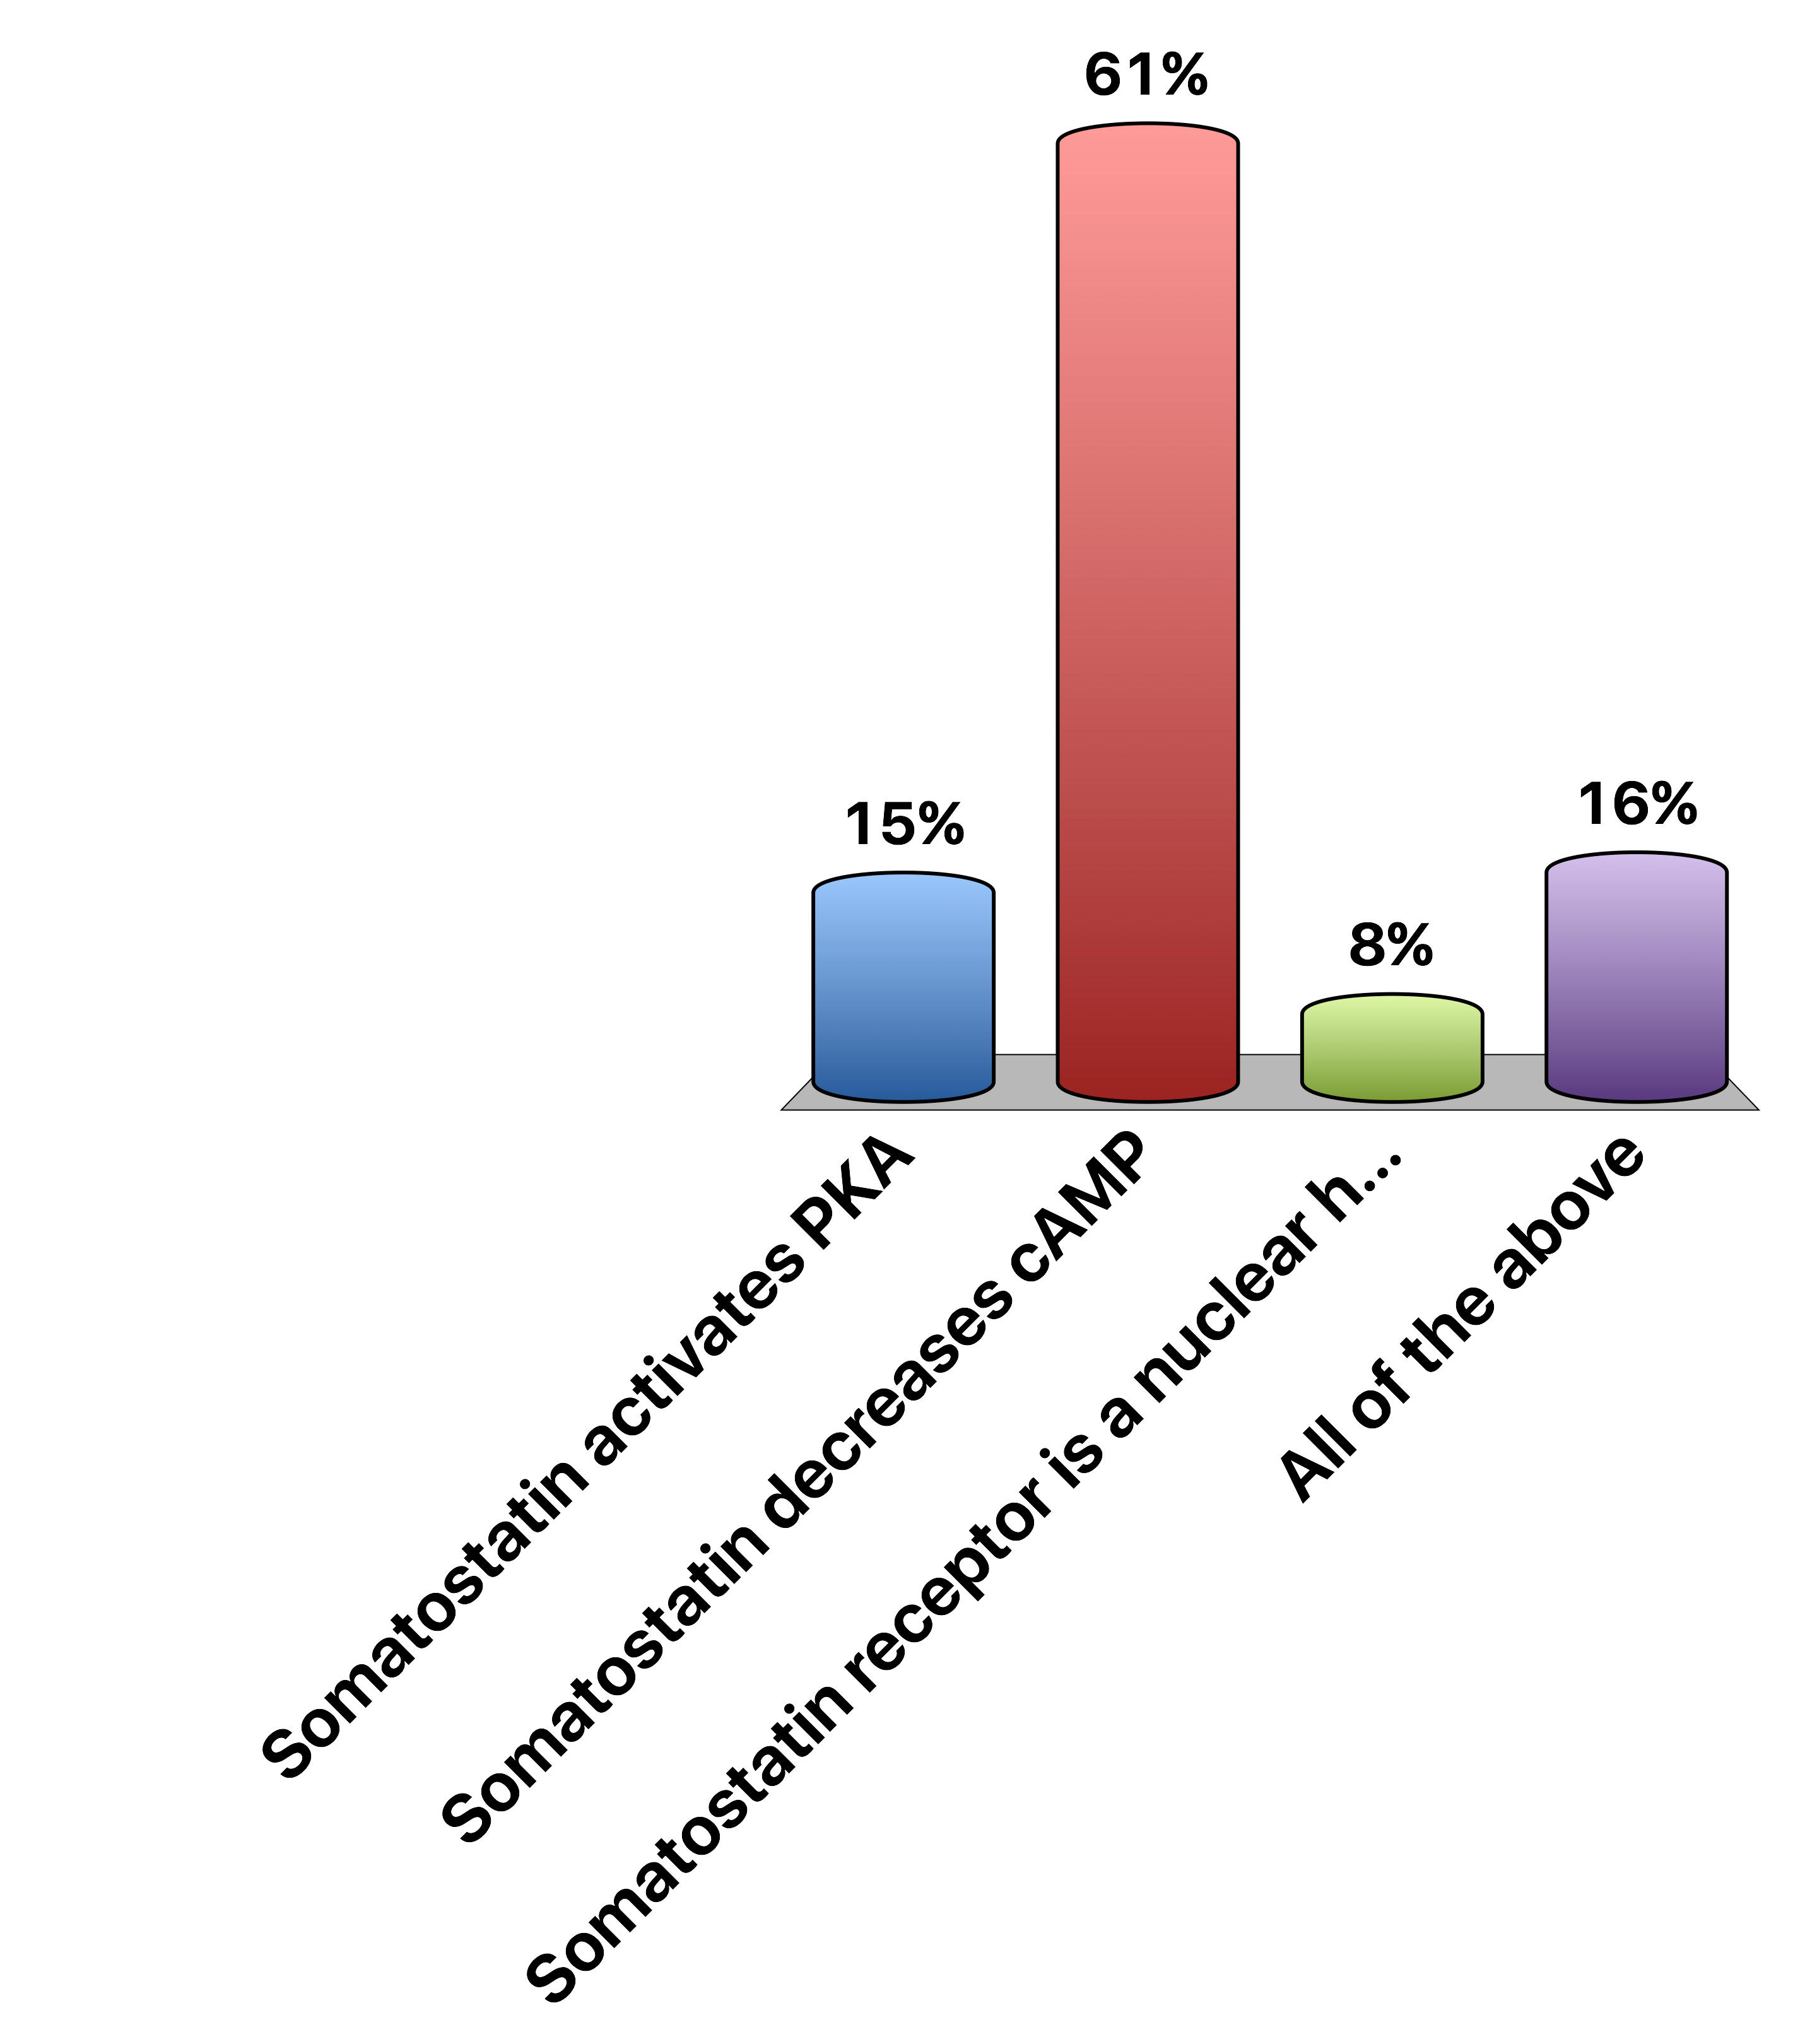 61%
15%
16%
8%
Somatostatin activates PKA
Somatostatin decreases cAMP
Somatostatin receptor is a nuclear h...
All of the above